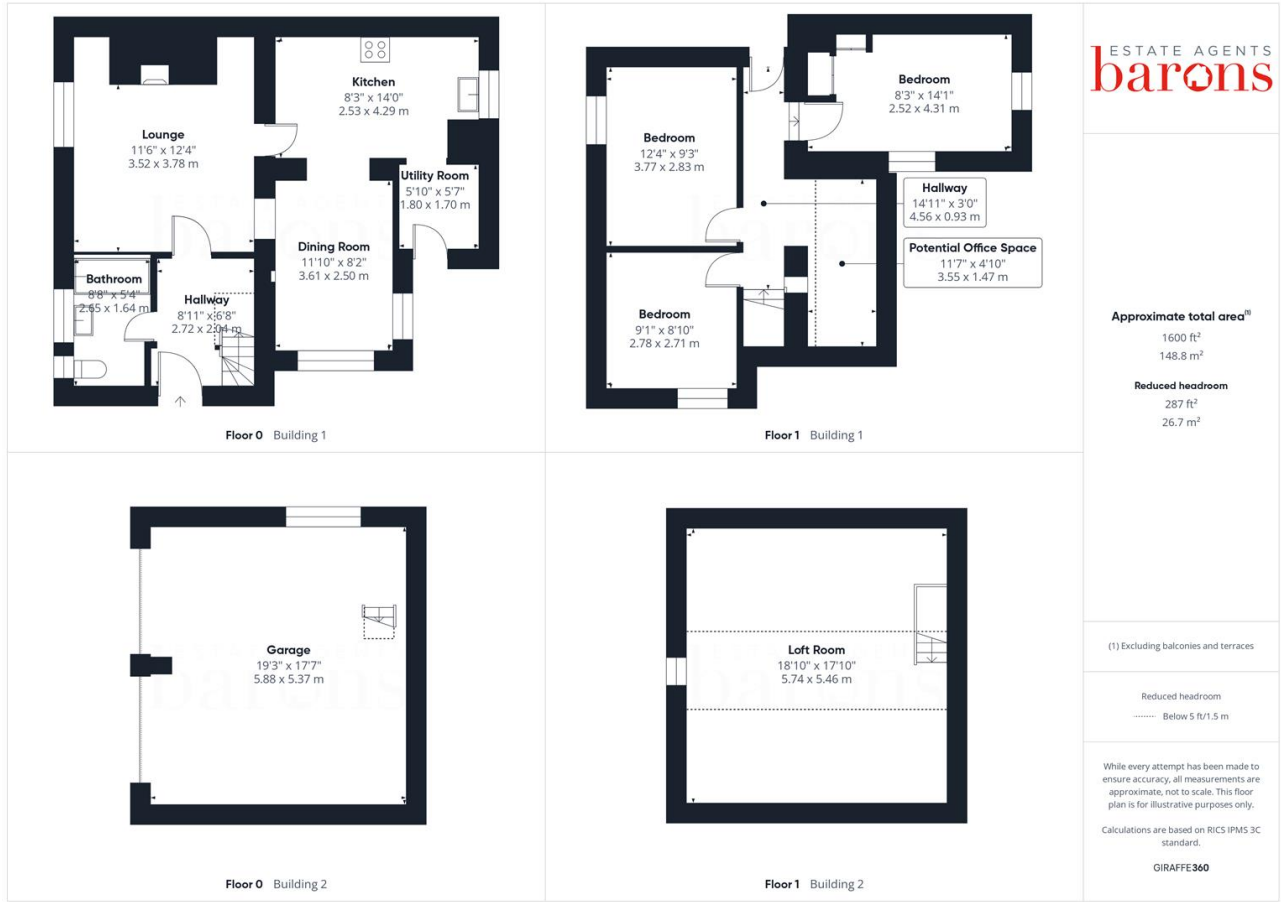 Lounge
11'6" x 12'4"
3.52 x 3.78 m
Kitchen
8'3" x 14'0"
2.53 x 4.29 m
Utility Room
5'10" x 5'7"
1.80 x 1.70 m
Dining Room
11'10" x 8'2"
3.61 x 2.50 m
Bathroom
8'8" x 5'4"
2.65 x 1.64 m
Hallway
8'11" x 6'8"
2.72 x 2.04 m
Floor 0 Building 1
Bedroom
8'3" x 14'1"
2.52 x 4.31 m
Bedroom
12'4" x 9'3"
3.77 x 2.83 m
Hallway
14'11" x 3'0"
4.56 x 0.93 m
Potential Office Space
11'7" x 4'10"
3.55 x 1.47 m
Bedroom
9'1" x 8'10"
2.78 x 2.71 m
Floor 1 Building 1
Garage
19'3" x 17'7"
5.88 x 5.37 m
Floor 0 Building 2
Loft Room
18'10" x 17'10"
5.74 x 5.46 m
Floor 1 Building 2
ESTATE AGENTS
barons
Approximate total area(1)
1600 ft²
148.8 m²
Reduced headroom
287 ft²
26.7 m²
(1) Excluding balconies and terraces
Reduced headroom
Below 5 ft/1.5 m
While every attempt has been made to
ensure accuracy, all measurements are
approximate, not to scale. This floor
plan is for illustrative purposes only.
Calculations are based on RICS IPMS 3C
standard.
GIRAFFE360